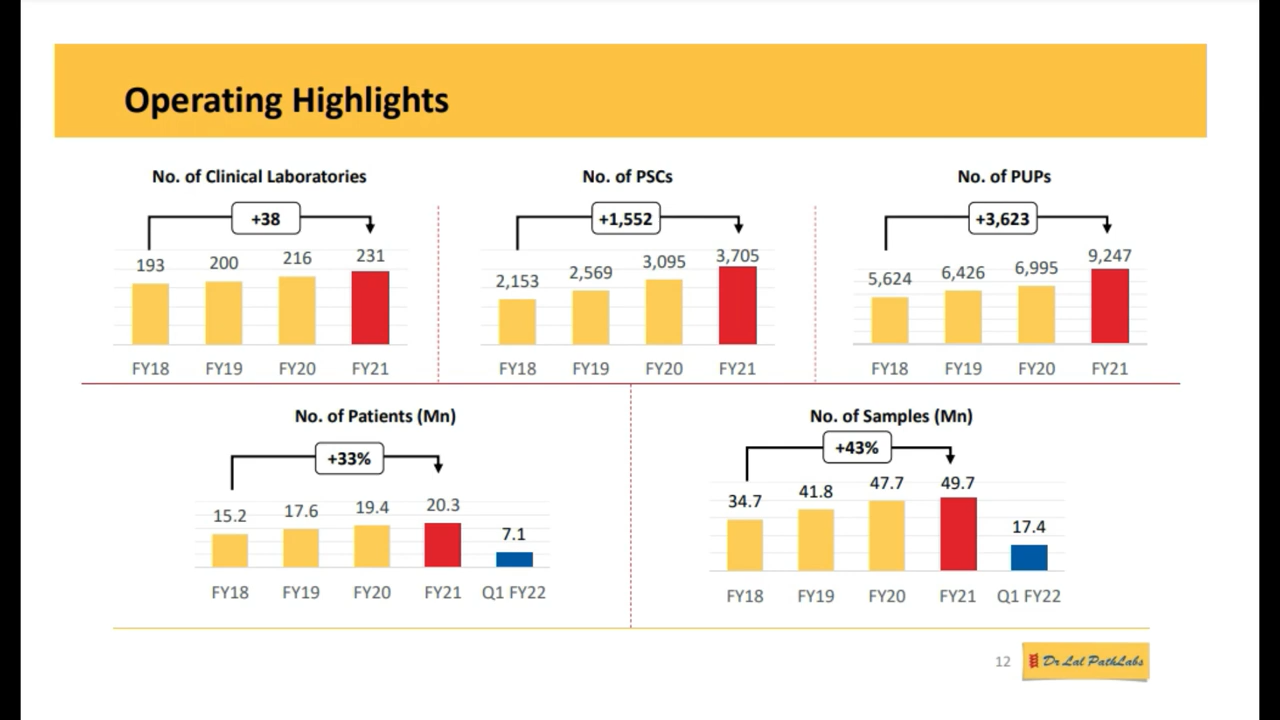 Operating Highlights
No. of Clinical Laboratories
+38
193 200 216 231
FY18 FY19 FY20 FY21
No. of PSCs
+1,552
2,153 2,569 3,095 3,705
FY18 FY19 FY20 FY21
No. of PUPs
+3,623
5,624 6,426 6,995 9,247
FY18 FY19 FY20 FY21
No. of Patients (Mn)
+33%
15.2 17.6 19.4 20.3 7.1
FY18 FY19 FY20 FY21 Q1 FY22
No. of Samples (Mn)
+43%
34.7 41.8 47.7 49.7 17.4
FY18 FY19 FY20 FY21 Q1 FY22
12
Dr Lal PathLabs